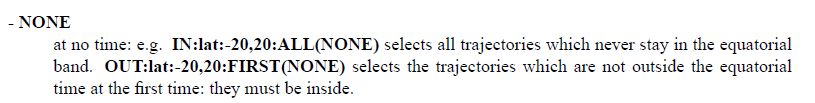 - NONE
at no time: e.g. IN:lat:-20,20:ALL(NONE) selects all trajectories which never stay in the equatorial
band. OUT:lat:-20,20:FIRST(NONE) selects the trajectories which are not outside the equatorial
time at the first time: they must be inside.